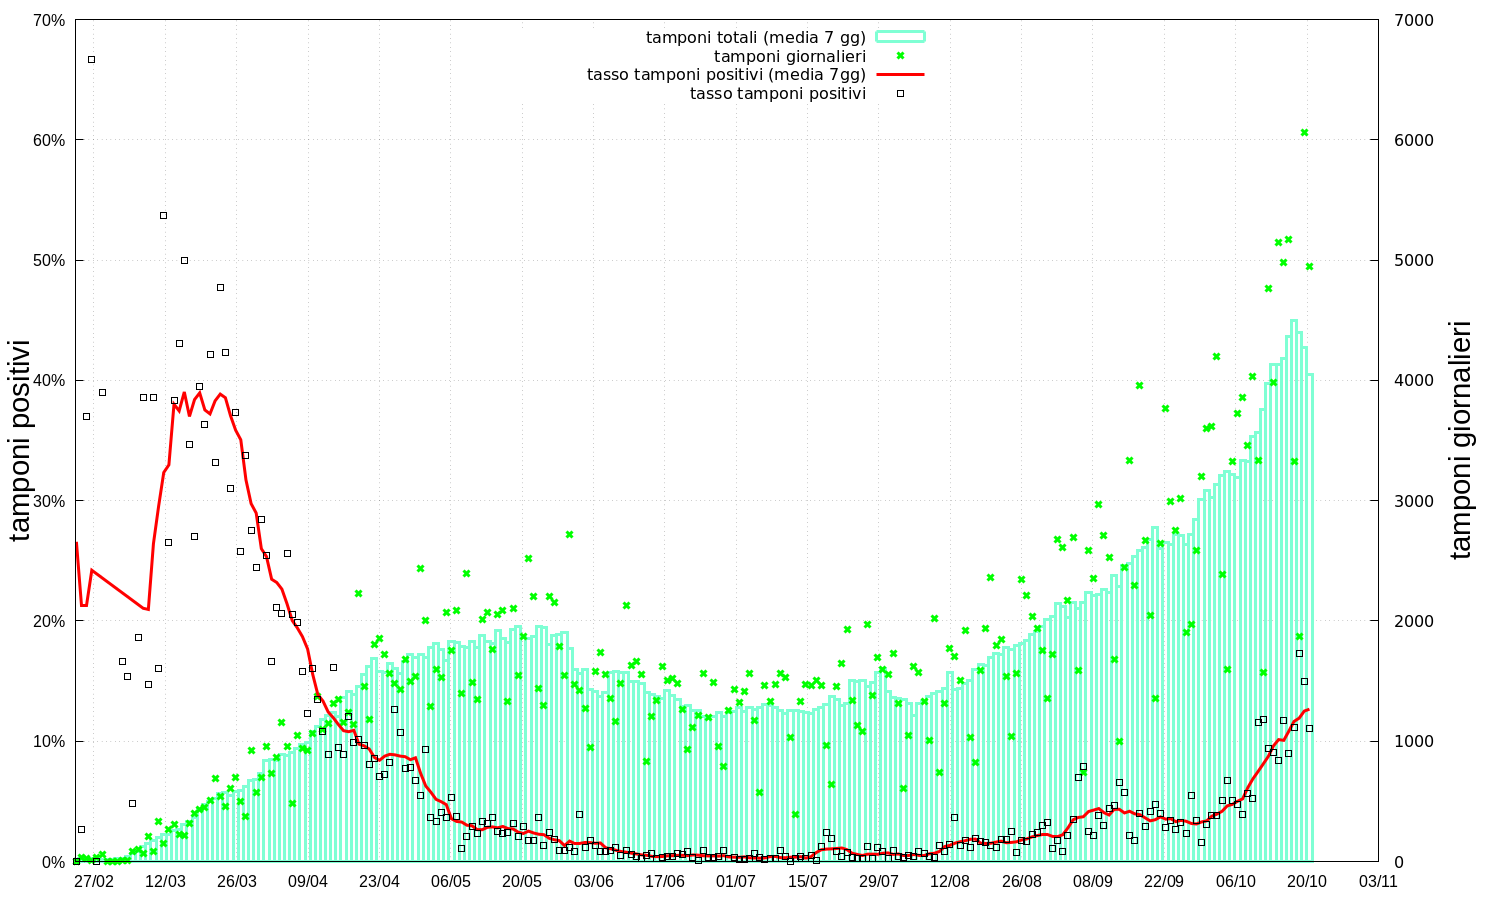 tamponi totali (media 7 gg)
tamponi giornalieri
tasso tamponi positivi (media 7gg)
tasso tamponi positivi
70%
60%
50%
40%
30%
20%
10%
0%
7000
6000
5000
4000
3000
2000
1000
0
tamponi positivi
tamponi giornalieri
27/02 12/03 26/03 09/04 23/04 06/05 20/05 03/06 17/06 01/07 15/07 29/07 12/08 26/08 08/09 22/09 06/10 20/10 03/11